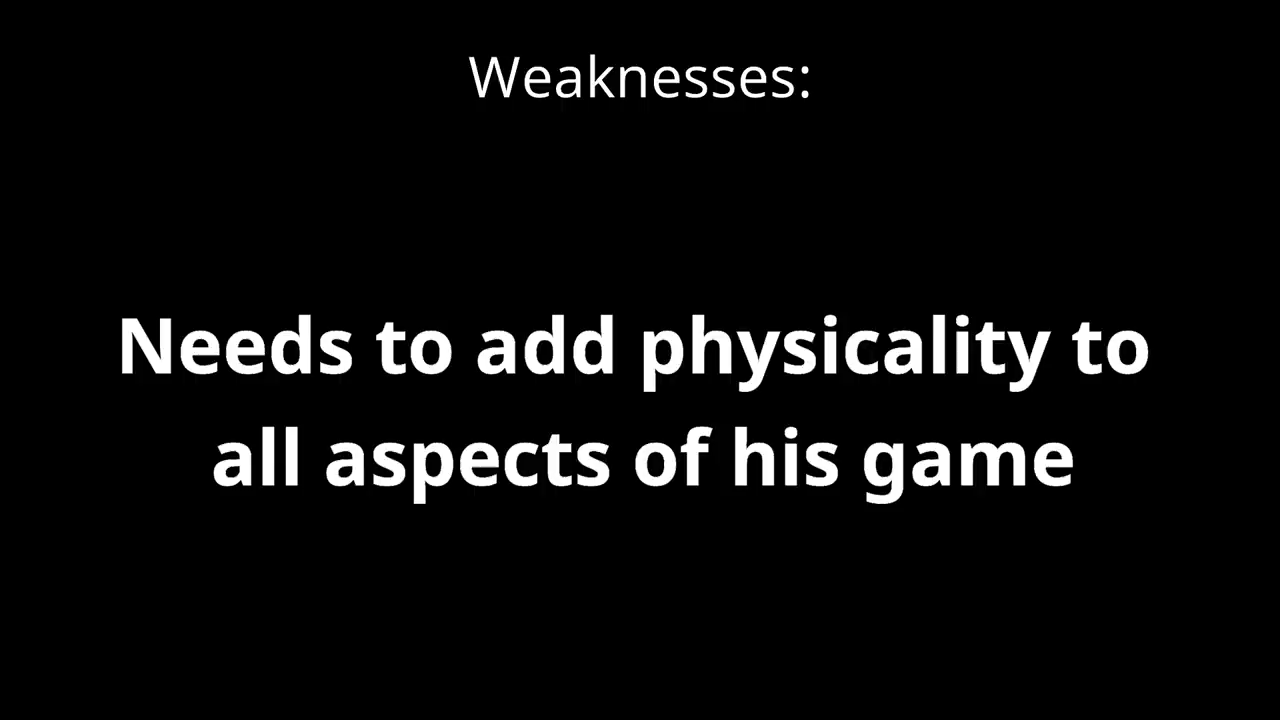 Weaknesses:
Needs to add physicality to
all aspects of his game